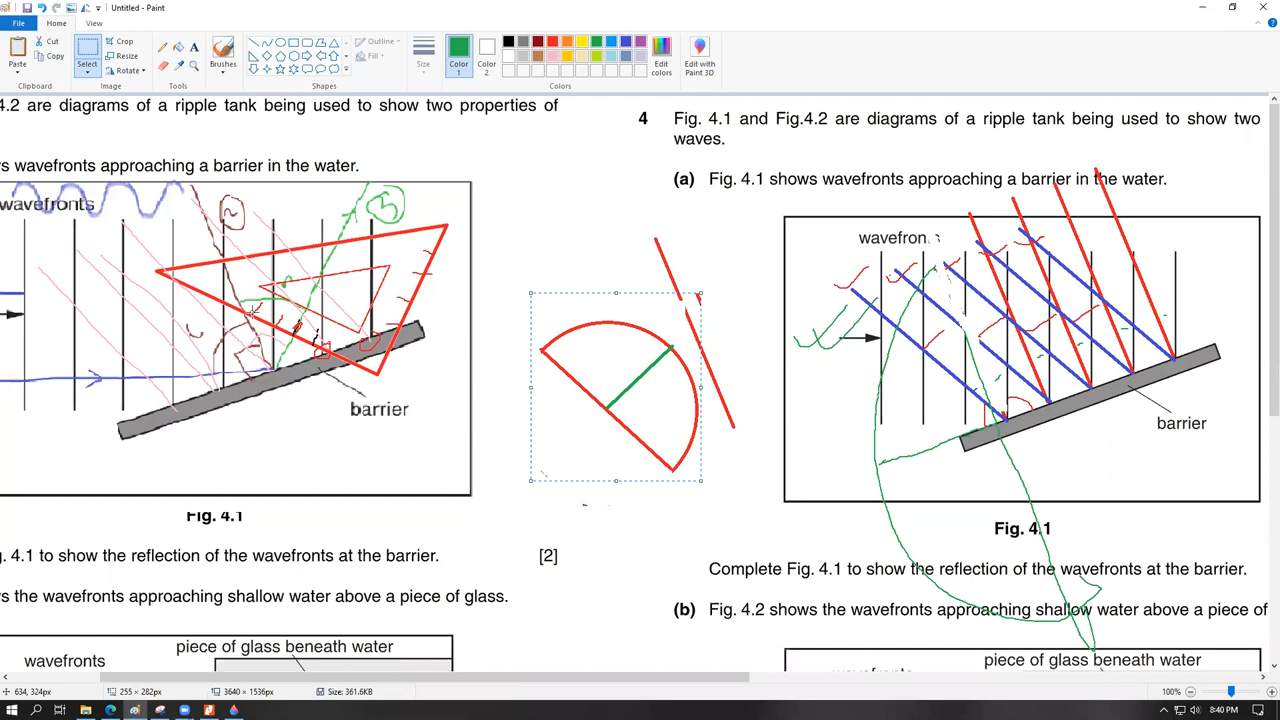 Untitled - Paint
File
Home
View
Paste
Cut
Copy
Clipboard
Select
Crop
Resize
Rotate
Image
Tools
Brushes
Shapes
Outline
Fill
Size
Color 1
Color 2
Colors
Edit colors
Edit with Paint 3D
4.2 are diagrams of a ripple tank being used to show two properties of
s wavefronts approaching a barrier in the water.
wavefronts
2
3
barrier
Fig. 4.1
g. 4.1 to show the reflection of the wavefronts at the barrier.
[2]
ws the wavefronts approaching shallow water above a piece of glass.
piece of glass beneath water
wavefronts
4 Fig. 4.1 and Fig.4.2 are diagrams of a ripple tank being used to show two
waves.
(a) Fig. 4.1 shows wavefronts approaching a barrier in the water.
wavefron
barrier
Fig. 4.1
Complete Fig. 4.1 to show the reflection of the wavefronts at the barrier.
(b) Fig. 4.2 shows the wavefronts approaching shallow water above a piece of
piece of glass beneath water
634, 324px
255 × 282px
3640 × 1536px
Size: 361.6KB
100%
8:40 PM